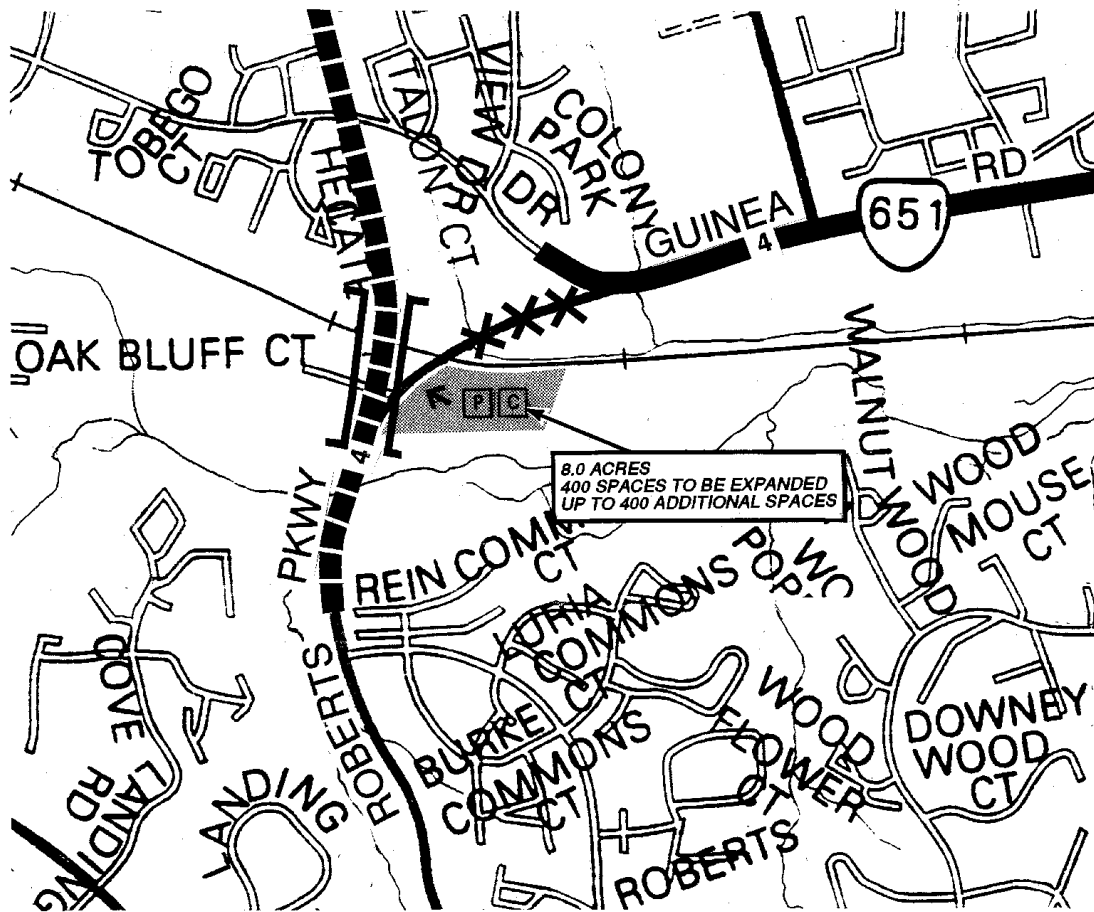 TOBEGO
CT
HECATE
TALON CT
VIEW DR
DR
COLONY
PARK
GUINEA
RD
651
4
OAK BLUFF CT
P C
WALNUT WOOD
8.0 ACRES
400 SPACES TO BE EXPANDED
UP TO 400 ADDITIONAL SPACES
WOOD
MOUSE
CT
4
ROBERTS PKWY
REIN COMM
CT
LURIA
COMMONS
CT
COMMONS
POP
WO
COVE LANDING
RD
LANDING
BURKE
COMMONS
CT
WOOD
FLOWER
CT
DOWNEY
WOOD
CT
ROBERTS